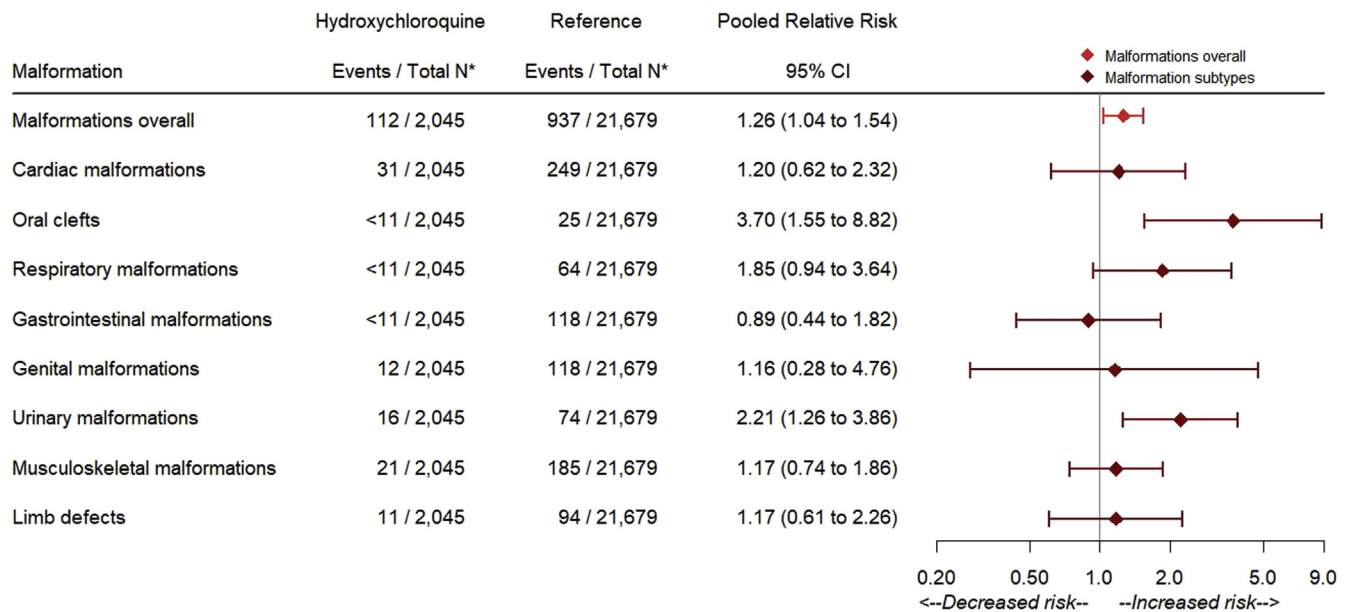 Hydroxychloroquine Reference Pooled Relative Risk
Malformation Events / Total N* Events / Total N* 95% CI
Malformations overall
Malformation subtypes
Malformations overall 112 / 2,045 937 / 21,679 1.26 (1.04 to 1.54)
Cardiac malformations 31 / 2,045 249 / 21,679 1.20 (0.62 to 2.32)
Oral clefts <11 / 2,045 25 / 21,679 3.70 (1.55 to 8.82)
Respiratory malformations <11 / 2,045 64 / 21,679 1.85 (0.94 to 3.64)
Gastrointestinal malformations <11 / 2,045 118 / 21,679 0.89 (0.44 to 1.82)
Genital malformations 12 / 2,045 118 / 21,679 1.16 (0.28 to 4.76)
Urinary malformations 16 / 2,045 74 / 21,679 2.21 (1.26 to 3.86)
Musculoskeletal malformations 21 / 2,045 185 / 21,679 1.17 (0.74 to 1.86)
Limb defects 11 / 2,045 94 / 21,679 1.17 (0.61 to 2.26)
0.20 0.50 1.0 2.0 5.0 9.0
<--Decreased risk-- --Increased risk-->